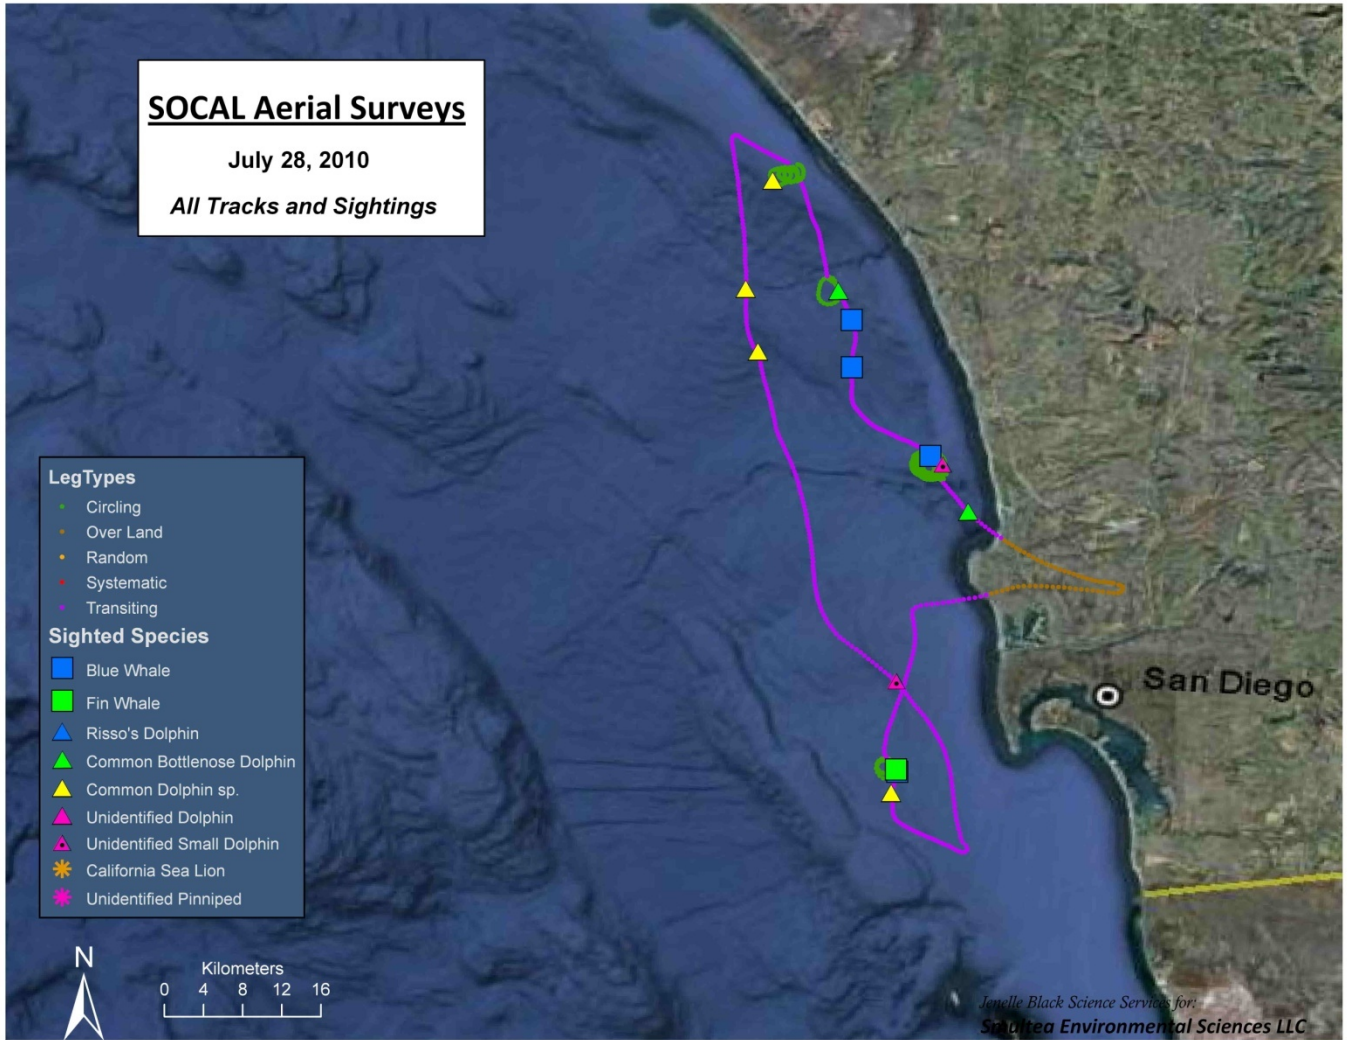 SOCAL Aerial Surveys
July 28, 2010
All Tracks and Sightings
LegTypes
Circling
Over Land
Random
Systematic
Transiting
Sighted Species
Blue Whale
Fin Whale
Risso's Dolphin
Common Bottlenose Dolphin
Common Dolphin sp.
Unidentified Dolphin
Unidentified Small Dolphin
California Sea Lion
Unidentified Pinniped
San Diego
N
Kilometers
0 4 8 12 16
Jenelle Black Science Services for:
Smultea Environmental Sciences LLC